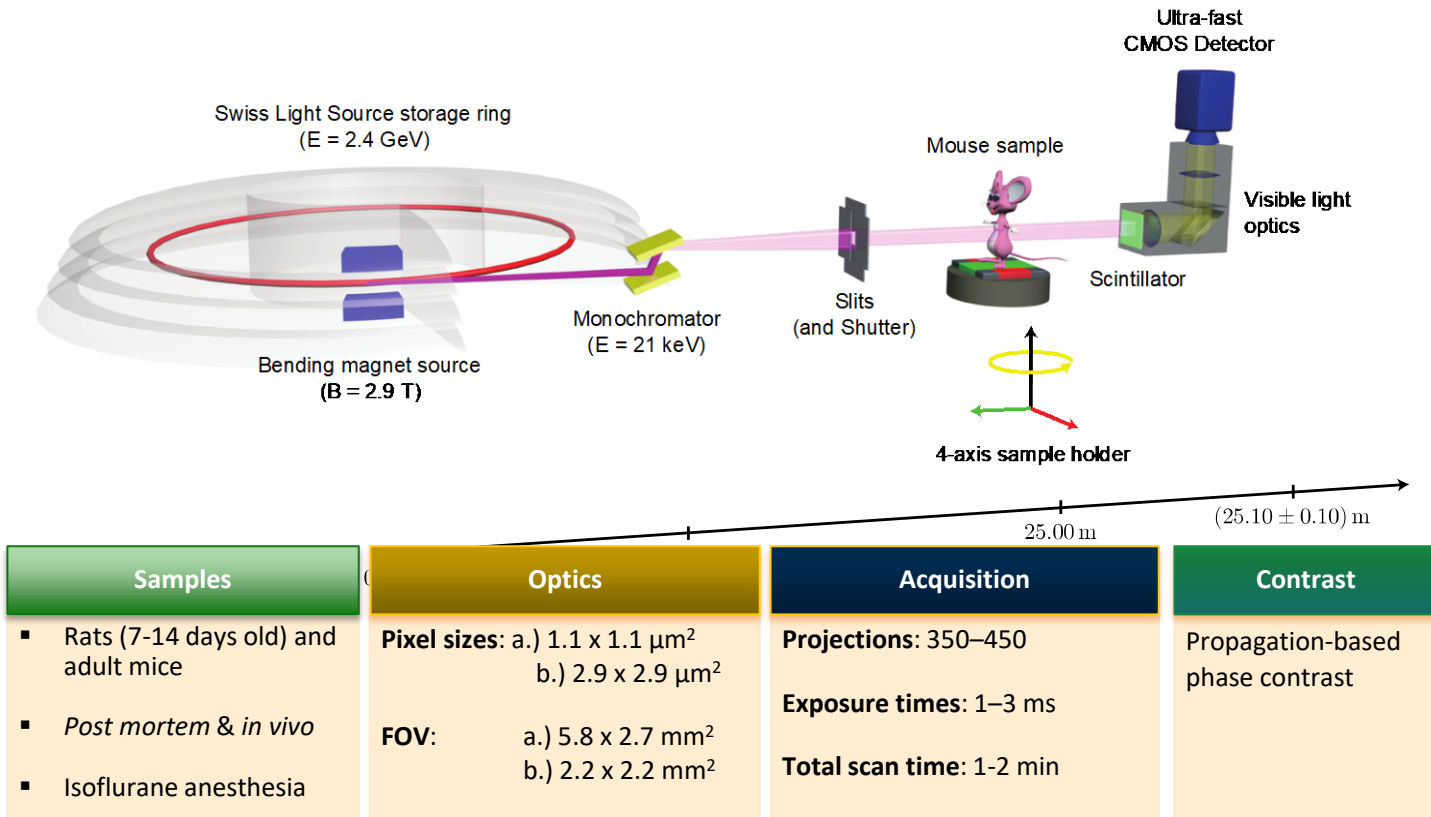 Ultra-fast
CMOS Detector
Swiss Light Source storage ring
(E = 2.4 GeV)
Mouse sample
Visible light
optics
Scintillator
Slits
(and Shutter)
Monochromator
(E = 21 keV)
Bending magnet source
(B = 2.9 T)
4-axis sample holder
25.00 m
(25.10 ± 0.10) m
Samples
▪ Rats (7-14 days old) and
adult mice
▪ Post mortem & in vivo
▪ Isoflurane anesthesia
Optics
Pixel sizes: a.) 1.1 x 1.1 µm²
b.) 2.9 x 2.9 µm²
FOV: a.) 5.8 x 2.7 mm²
b.) 2.2 x 2.2 mm²
Acquisition
Projections: 350–450
Exposure times: 1–3 ms
Total scan time: 1-2 min
Contrast
Propagation-based
phase contrast